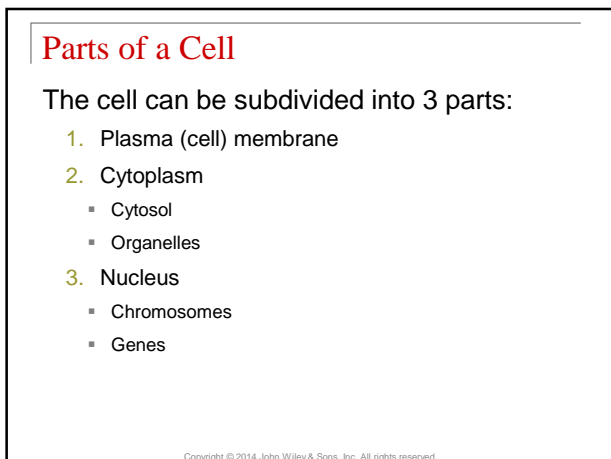 Parts of a Cell
The cell can be subdivided into 3 parts:
1. Plasma (cell) membrane
2. Cytoplasm
▪ Cytosol
▪ Organelles
3. Nucleus
▪ Chromosomes
▪ Genes
Copyright © 2014 John Wiley & Sons, Inc. All rights reserved.